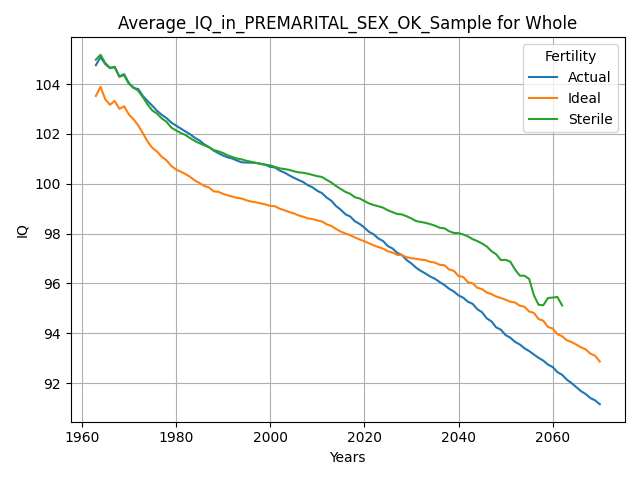 Average_IQ_in_PREMARITAL_SEX_OK_Sample for Whole
Fertility
Actual
Ideal
Sterile
104
102
100
98
96
94
92
IQ
1960
1980
2000
2020
2040
2060
Years